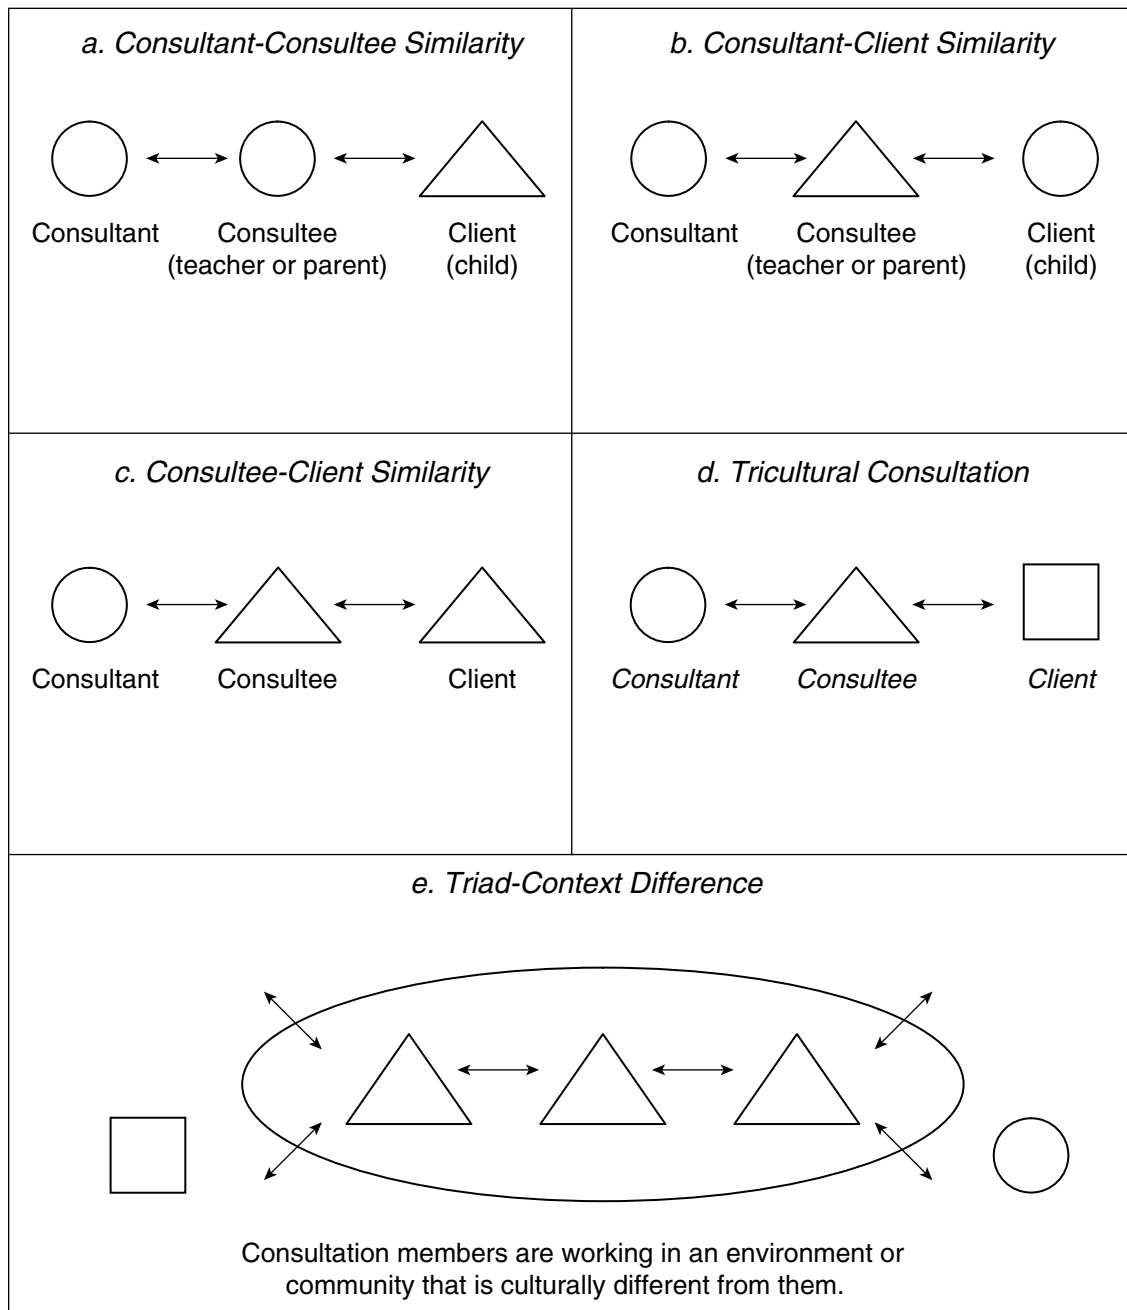 a. Consultant-Consultee Similarity
Consultant
Consultee
(teacher or parent)
Client
(child)
b. Consultant-Client Similarity
Consultant
Consultee
(teacher or parent)
Client
(child)
c. Consultee-Client Similarity
Consultant
Consultee
Client
d. Tricultural Consultation
Consultant
Consultee
Client
e. Triad-Context Difference
Consultation members are working in an environment or
community that is culturally different from them.